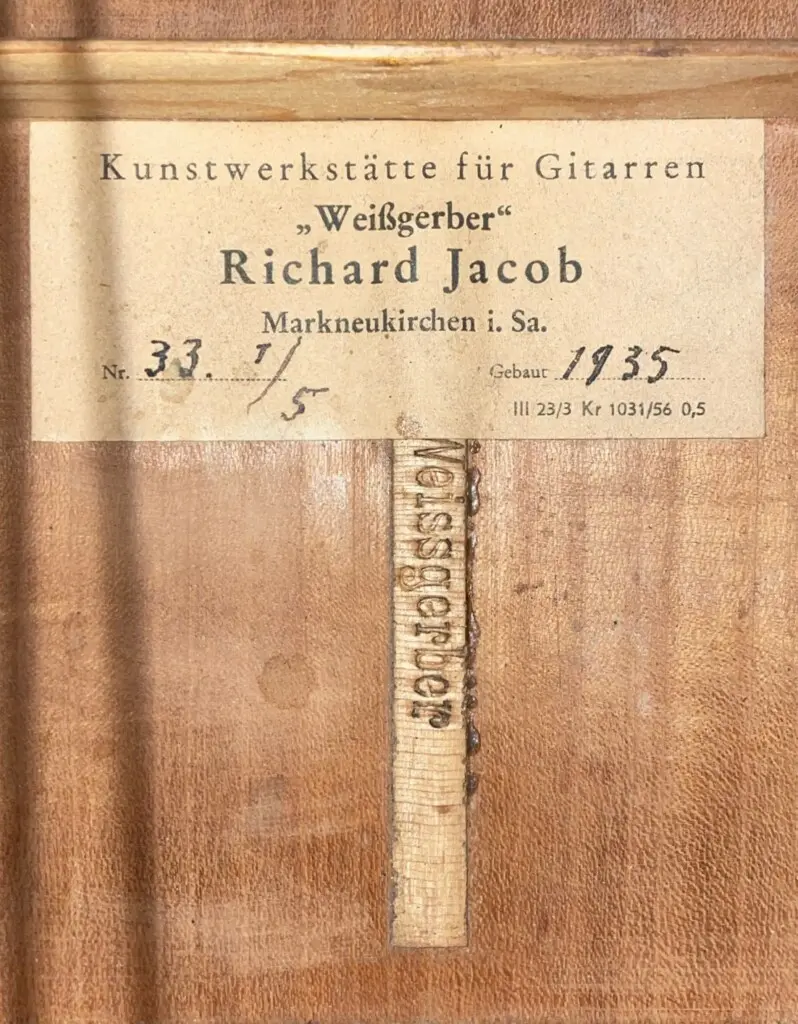 Kunstwerkstätte für Gitarren
„Weißgerber“
Richard Jacob
Markneukirchen i. Sa.
Nr. 33. 1/5 Gebaut 1935
III 23/3 Kr 1031/56 0,5
Weissgerber